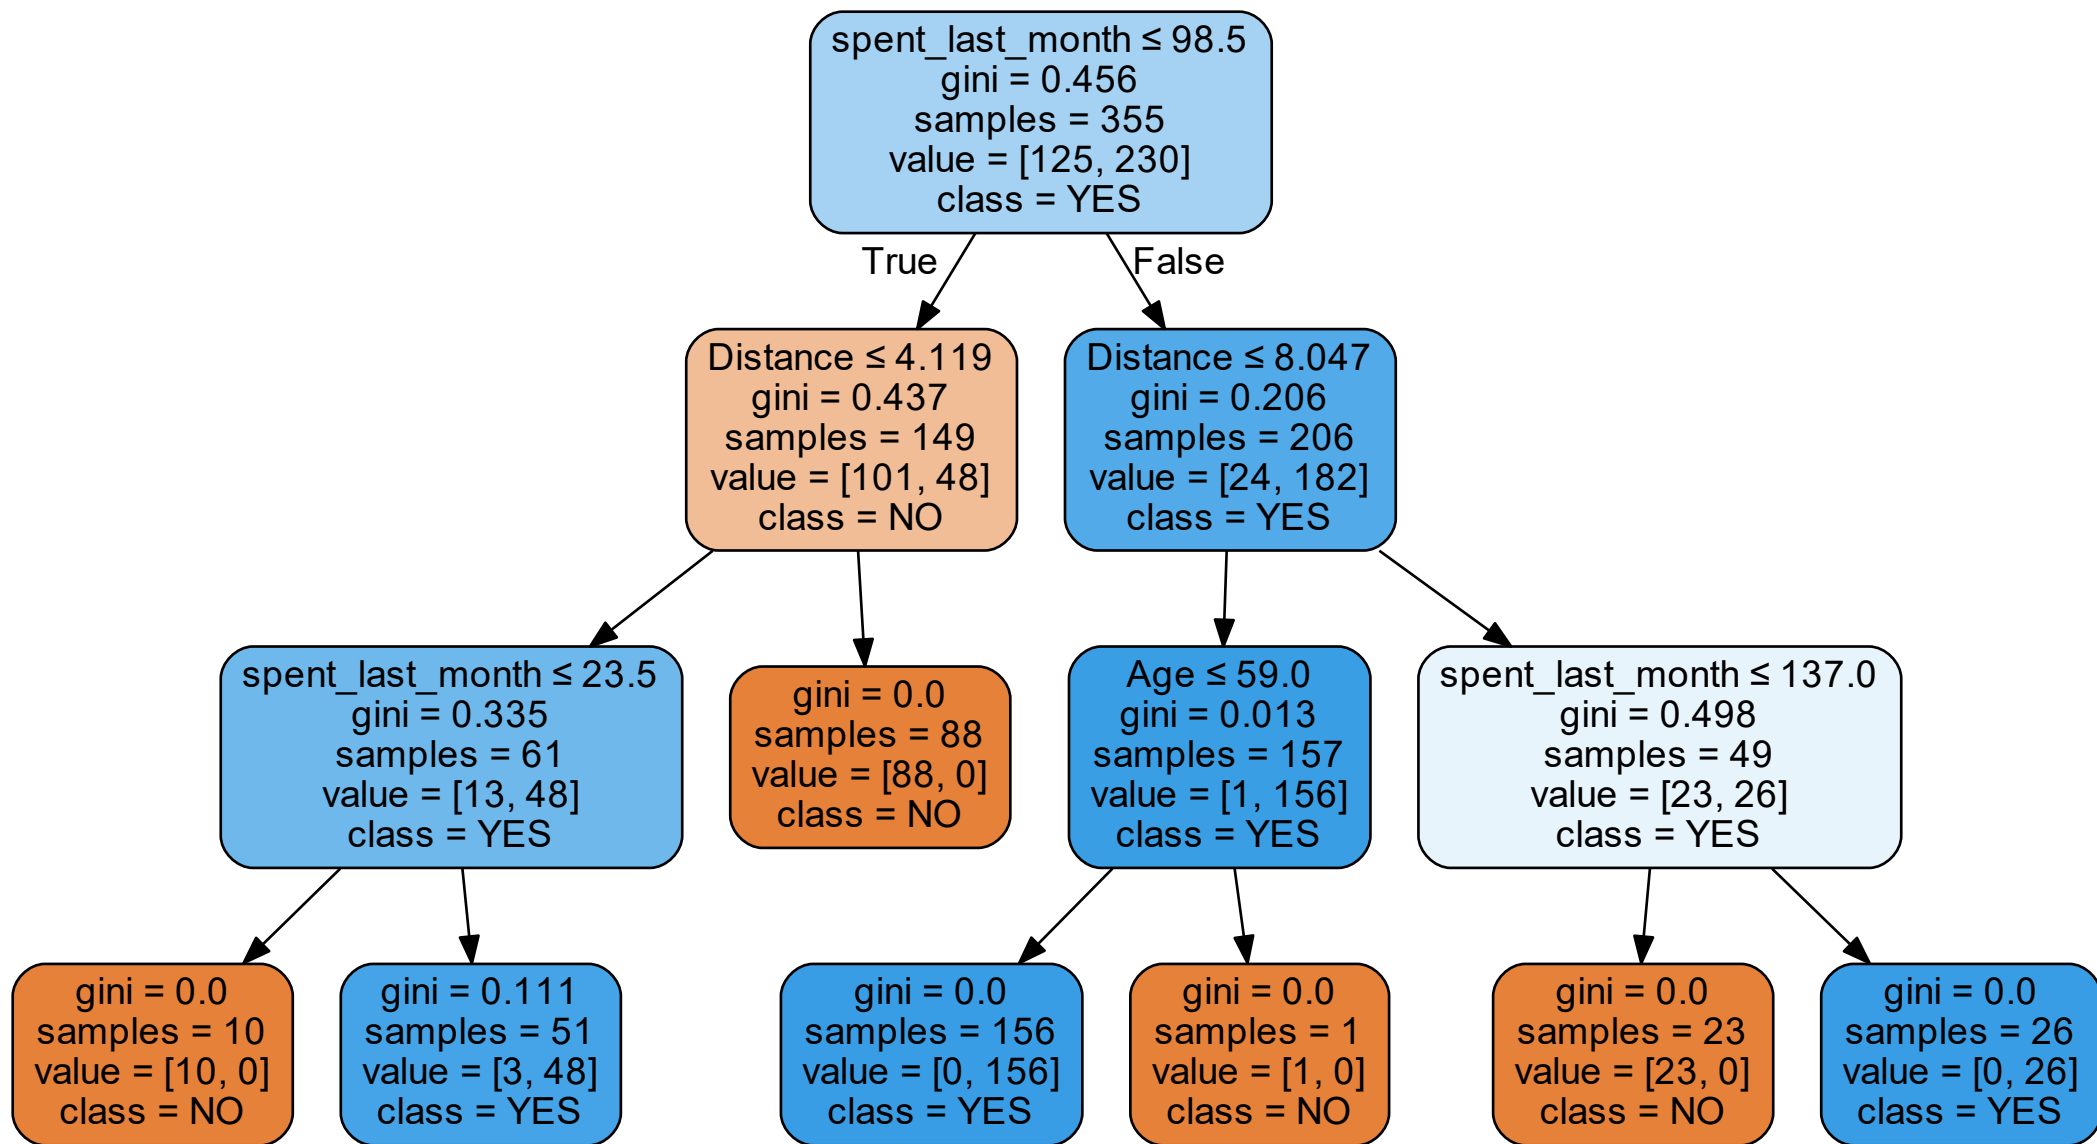 spent_last_month ≤ 98.5
gini = 0.456
samples = 355
value = [125, 230]
class = YES
True
False
Distance ≤ 4.119
gini = 0.437
samples = 149
value = [101, 48]
class = NO
Distance ≤ 8.047
gini = 0.206
samples = 206
value = [24, 182]
class = YES
spent_last_month ≤ 23.5
gini = 0.335
samples = 61
value = [13, 48]
class = YES
gini = 0.0
samples = 88
value = [88, 0]
class = NO
Age ≤ 59.0
gini = 0.013
samples = 157
value = [1, 156]
class = YES
spent_last_month ≤ 137.0
gini = 0.498
samples = 49
value = [23, 26]
class = YES
gini = 0.0
samples = 10
value = [10, 0]
class = NO
gini = 0.111
samples = 51
value = [3, 48]
class = YES
gini = 0.0
samples = 156
value = [0, 156]
class = YES
gini = 0.0
samples = 1
value = [1, 0]
class = NO
gini = 0.0
samples = 23
value = [23, 0]
class = NO
gini = 0.0
samples = 26
value = [0, 26]
class = YES